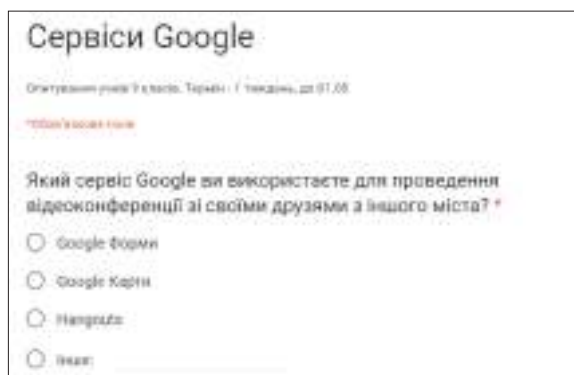 Сервіси Google
Опитування учнів 9 класів. Термін - 1 тиждень, до 01.03
*Обов'язкове поле
Який сервіс Google ви використаєте для проведення
відеоконференції зі своїми друзями з іншого міста? *
Google Форми
Google Карти
Hangouts
Інше: